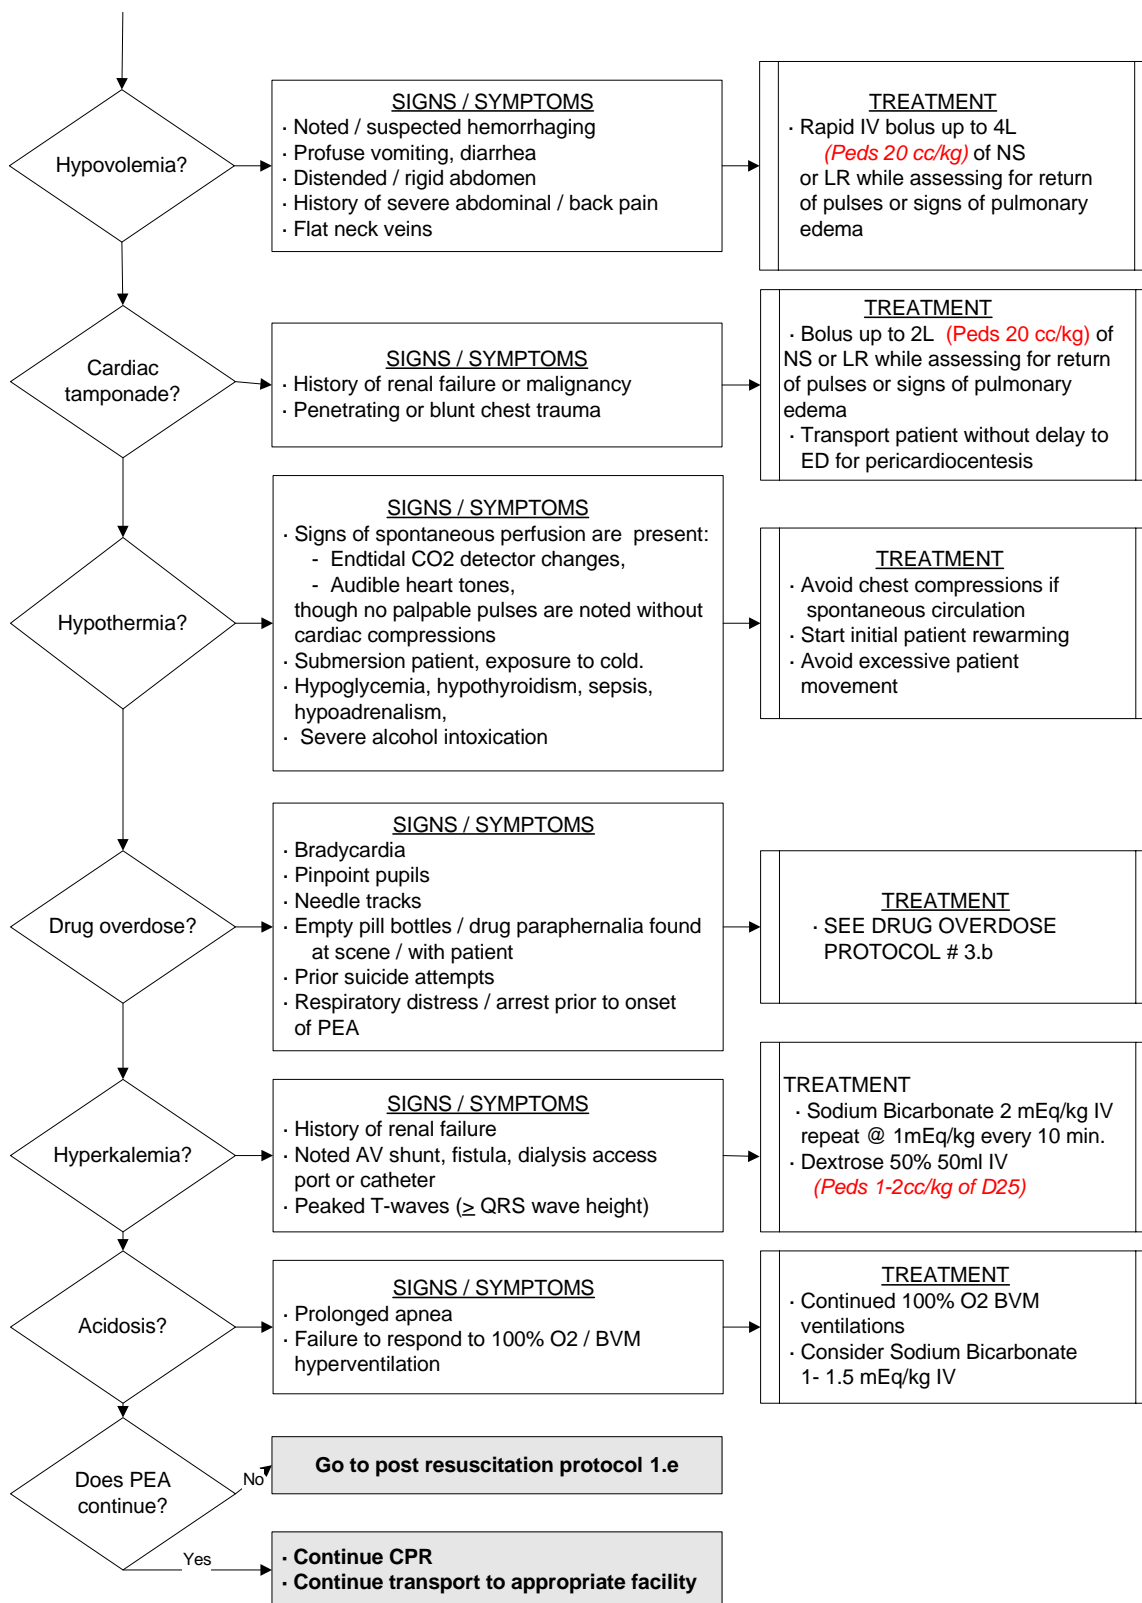 Hypovolemia?
SIGNS / SYMPTOMS
· Noted / suspected hemorrhaging
· Profuse vomiting, diarrhea
· Distended / rigid abdomen
· History of severe abdominal / back pain
· Flat neck veins
TREATMENT
· Rapid IV bolus up to 4L
(Peds 20 cc/kg) of NS
or LR while assessing for return
of pulses or signs of pulmonary
edema
Cardiac
tamponade?
SIGNS / SYMPTOMS
· History of renal failure or malignancy
· Penetrating or blunt chest trauma
TREATMENT
· Bolus up to 2L (Peds 20 cc/kg) of
NS or LR while assessing for return
of pulses or signs of pulmonary
edema
· Transport patient without delay to
ED for pericardiocentesis
Hypothermia?
SIGNS / SYMPTOMS
· Signs of spontaneous perfusion are present:
- Endtidal CO2 detector changes,
- Audible heart tones,
though no palpable pulses are noted without
cardiac compressions
· Submersion patient, exposure to cold.
· Hypoglycemia, hypothyroidism, sepsis,
hypoadrenalism,
· Severe alcohol intoxication
TREATMENT
· Avoid chest compressions if
spontaneous circulation
· Start initial patient rewarming
· Avoid excessive patient
movement
Drug overdose?
SIGNS / SYMPTOMS
· Bradycardia
· Pinpoint pupils
· Needle tracks
· Empty pill bottles / drug paraphernalia found
at scene / with patient
· Prior suicide attempts
· Respiratory distress / arrest prior to onset
of PEA
TREATMENT
· SEE DRUG OVERDOSE
PROTOCOL # 3.b
Hyperkalemia?
SIGNS / SYMPTOMS
· History of renal failure
· Noted AV shunt, fistula, dialysis access
port or catheter
· Peaked T-waves (≥ QRS wave height)
TREATMENT
· Sodium Bicarbonate 2 mEq/kg IV
repeat @ 1mEq/kg every 10 min.
· Dextrose 50% 50ml IV
(Peds 1-2cc/kg of D25)
Acidosis?
SIGNS / SYMPTOMS
· Prolonged apnea
· Failure to respond to 100% O2 / BVM
hyperventilation
TREATMENT
· Continued 100% O2 BVM
ventilations
· Consider Sodium Bicarbonate
1- 1.5 mEq/kg IV
Does PEA
continue?
No
Go to post resuscitation protocol 1.e
Yes
· Continue CPR
· Continue transport to appropriate facility